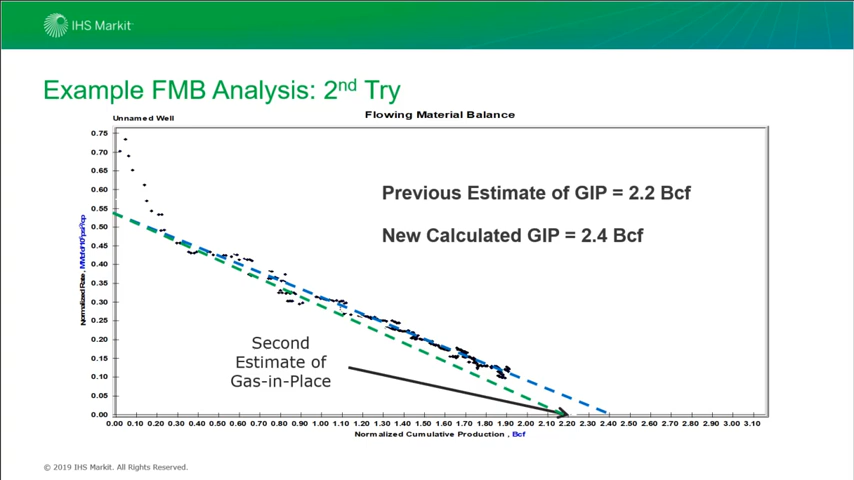 IHS Markit
Example FMB Analysis: 2nd Try
Unnamed Well
Flowing Material Balance
Previous Estimate of GIP = 2.2 Bcf
New Calculated GIP = 2.4 Bcf
Second
Estimate of
Gas-in-Place
0.75
0.70
0.65
0.60
0.55
0.50
0.45
0.40
0.35
0.30
0.25
0.20
0.15
0.10
0.05
0.00
Normalized Rate,
0.00 0.10 0.20 0.30 0.40 0.50 0.60 0.70 0.80 0.90 1.00 1.10 1.20 1.30 1.40 1.50 1.60 1.70 1.80 1.90 2.00 2.10 2.20 2.30 2.40 2.50 2.60 2.70 2.80 2.90 3.00 3.10
Normalized Cumulative Production , Bcf
© 2019 IHS Markit. All Rights Reserved.